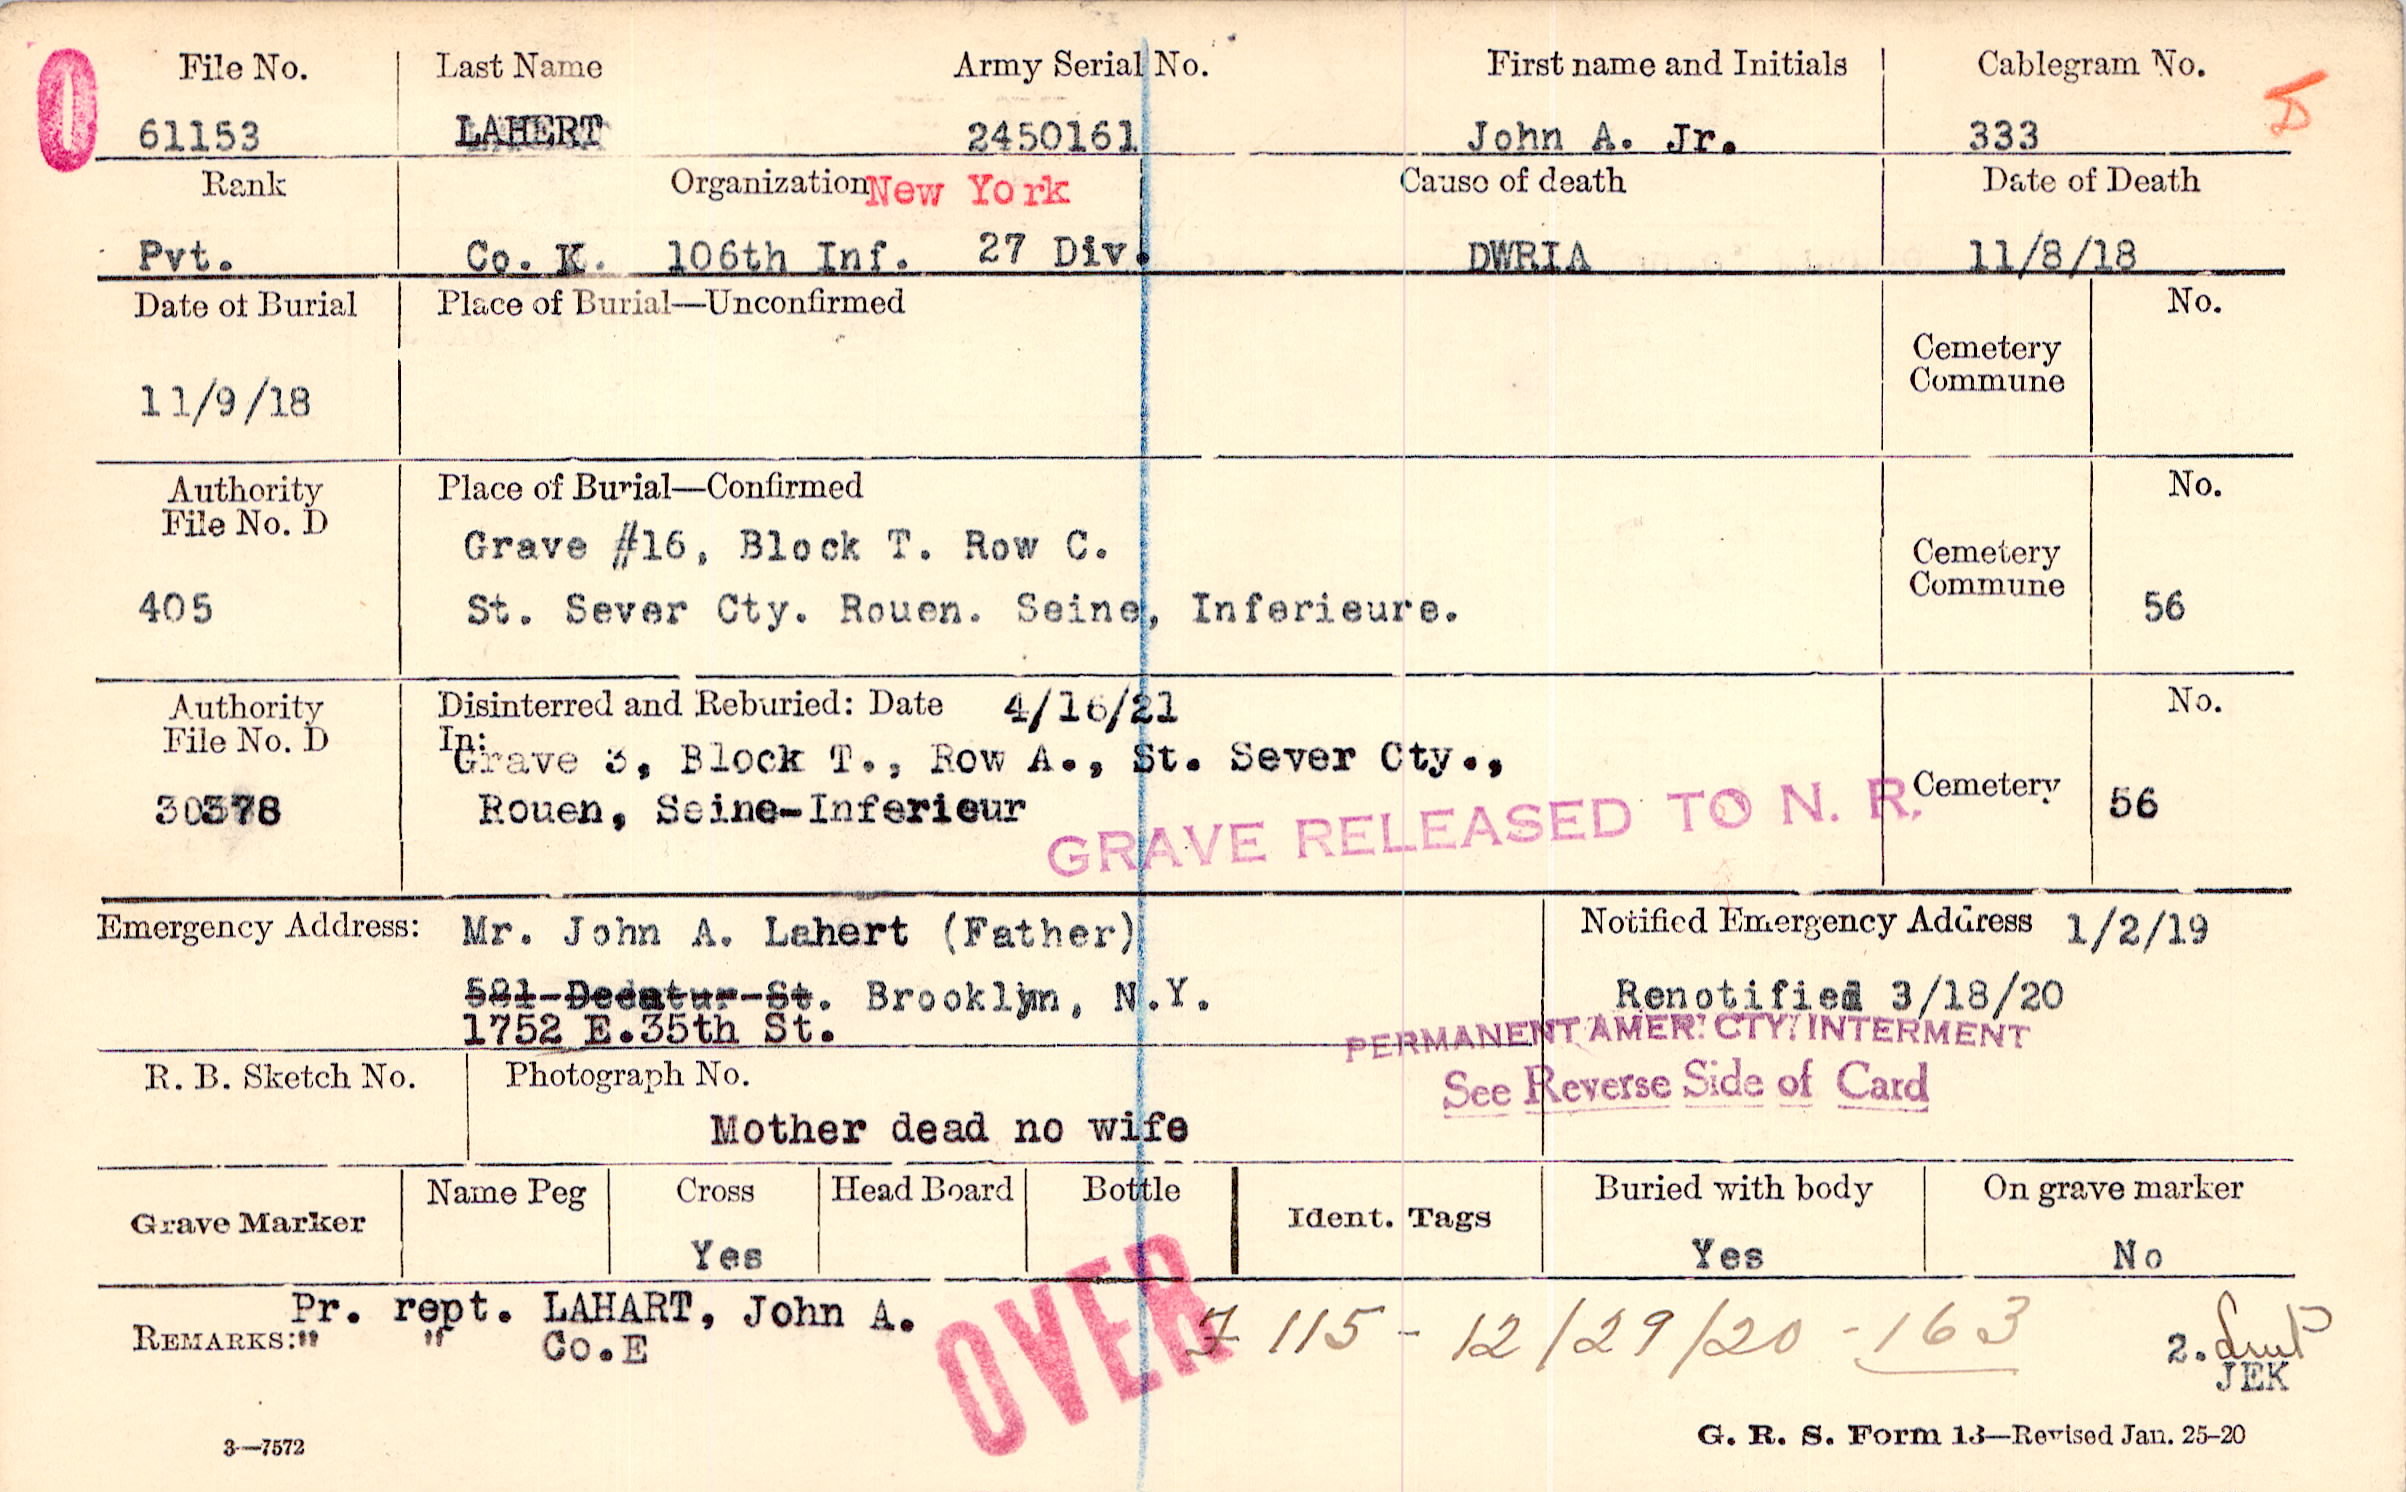 File No. Last Name Army Serial No. First name and Initials Cablegram No.
61153 LAHERT 2450161 John A. Jr. 333
Rank Organization New York Cause of death Date of Death
Pvt. Co. K. 106th Inf. 27 Div. DWRIA 11/8/18
Date of Burial Place of Burial—Unconfirmed No.
Cemetery
Commune
11/9/18
Authority Place of Burial—Confirmed No.
File No. D
Grave #16, Block T. Row C.
Cemetery
Commune
405 St. Sever Cty. Rouen. Seine, Inferieure. 56
Authority Disinterred and Reburied: Date 4/16/21 No.
File No. D In:
Grave 3, Block T., Row A., St. Sever Cty.,
Cemetery
30378 Rouen, Seine-Inferieur 56
GRAVE RELEASED TO N. R.
Emergency Address: Mr. John A. Lahert (Father) Notified Emergency Address 1/2/19
581 Decatur St. Brooklyn, N.Y. Renotified 3/18/20
1752 E.35th St.
PERMANENT AMER. CTY. INTERMENT
R. B. Sketch No. Photograph No. See Reverse Side of Card
Mother dead no wife
Grave Marker Name Peg Cross Head Board Bottle Ident. Tags Buried with body On grave marker
Yes Yes No
Pr. rept. LAHART, John A.
REMARKS:" " Co.E
OVER
115 - 12/29/20 - 163
2.
JEK
3—7572 G. R. S. Form 13—Revised Jan. 25-20